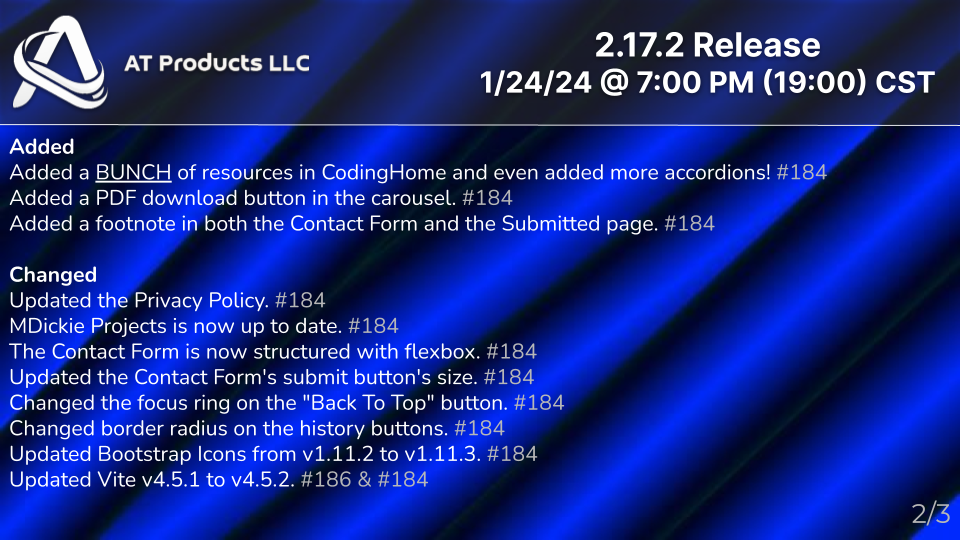 AT Products LLC
2.17.2 Release
1/24/24 @ 7:00 PM (19:00) CST
Added
Added a BUNCH of resources in CodingHome and even added more accordions! #184
Added a PDF download button in the carousel. #184
Added a footnote in both the Contact Form and the Submitted page. #184
Changed
Updated the Privacy Policy. #184
MDickie Projects is now up to date. #184
The Contact Form is now structured with flexbox. #184
Updated the Contact Form's submit button's size. #184
Changed the focus ring on the "Back To Top" button. #184
Changed border radius on the history buttons. #184
Updated Bootstrap Icons from v1.11.2 to v1.11.3. #184
Updated Vite v4.5.1 to v4.5.2. #186 & #184
2/3